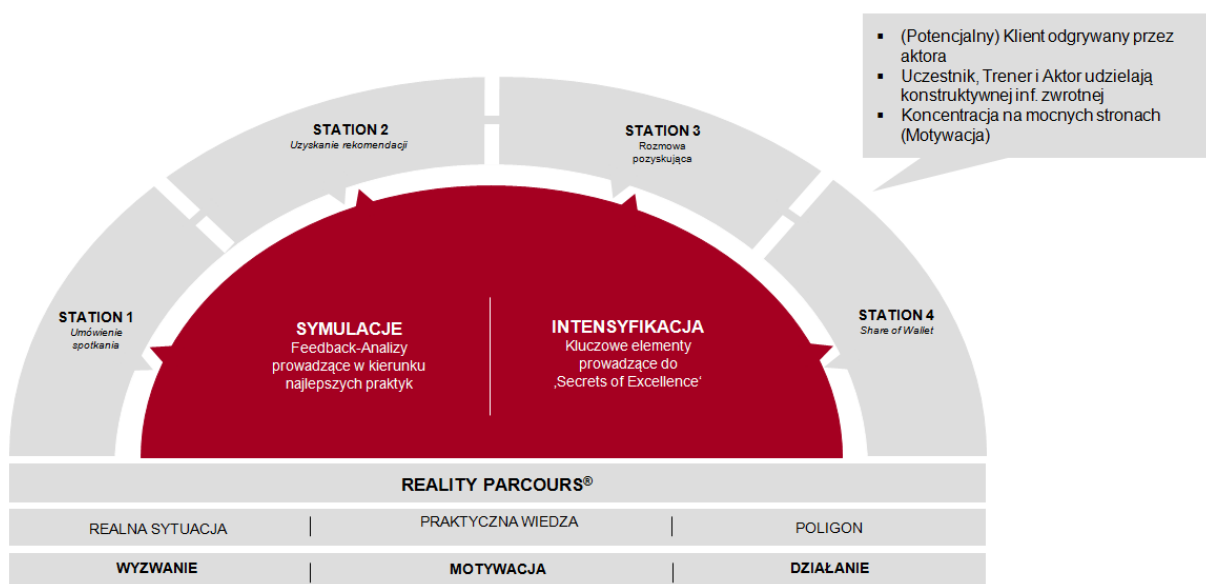 ▪ (Potencjalny) Klient odgrywany przez
aktora
▪ Uczestnik, Trener i Aktor udzielają
konstruktywnej inf. zwrotnej
▪ Koncentracja na mocnych stronach
(Motywacja)
STATION 1
Umówienie
spotkania
STATION 2
Uzyskanie rekomendacji
STATION 3
Rozmowa
pozyskująca
STATION 4
Share of Wallet
SYMULACJE
Feedback-Analizy
prowadzące w kierunku
najlepszych praktyk
INTENSYFIKACJA
Kluczowe elementy
prowadzące do
‚Secrets of Excellence‘
REALITY PARCOURS®
REALNA SYTUACJA | PRAKTYCZNA WIEDZA | POLIGON
WYZWANIE | MOTYWACJA | DZIAŁANIE